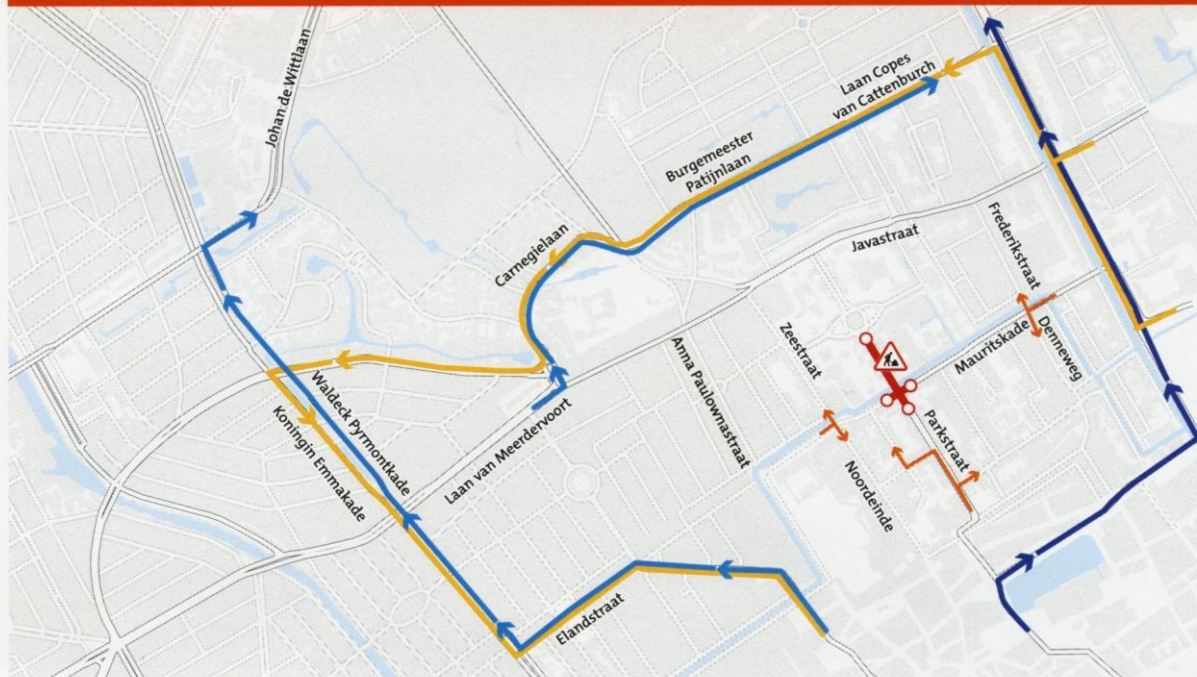 Johan de Wittlaan
Laan Copes
van Cattenburch
Burgemeester
Patijnlaan
Carnegielaan
Javastraat
Frederikstraat
Zeestraat
Anna Paulownastraat
Mauritskade
Denneweg
Waldeck Pyrmontkade
Koningin Emmakade
Laan van Meerdervoort
Parkstraat
Noordeinde
Elandstraat